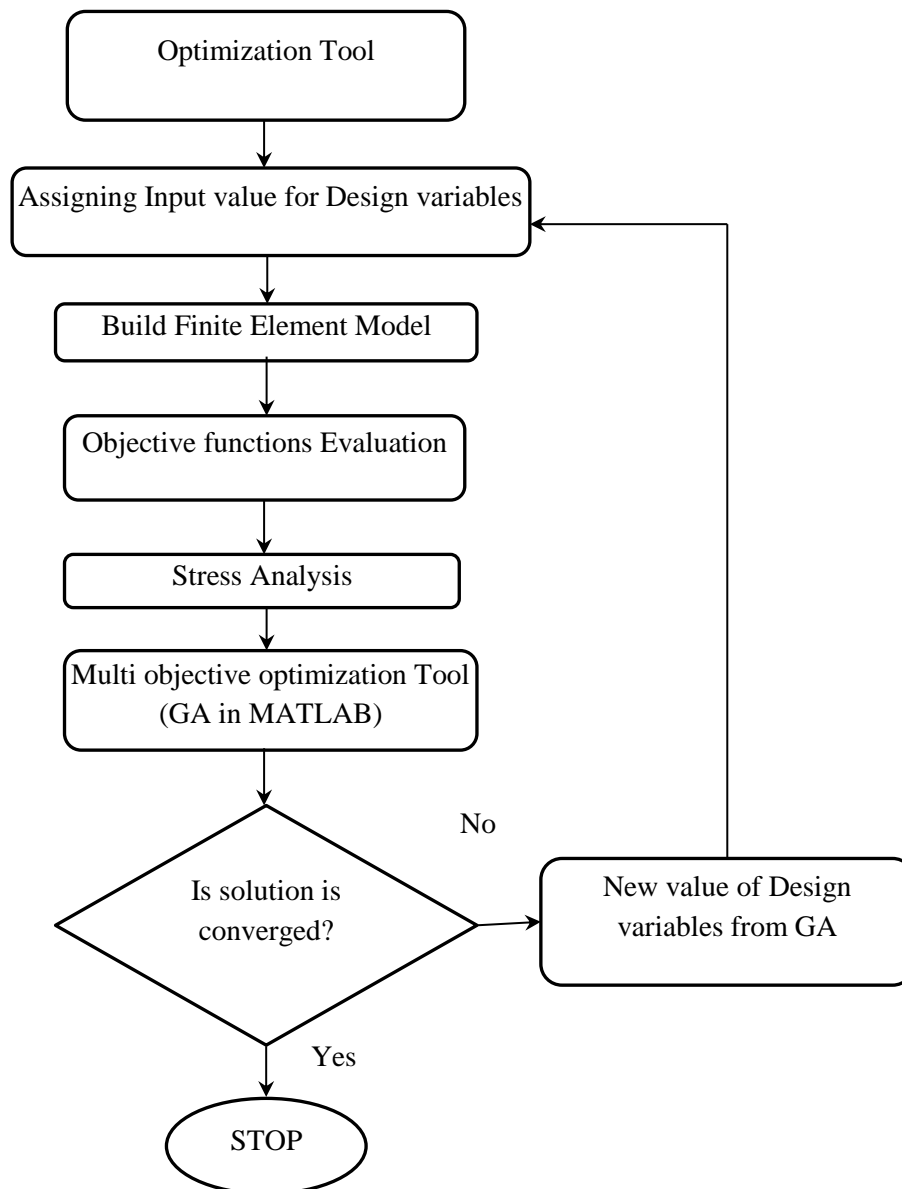 Optimization Tool
Assigning Input value for Design variables
Build Finite Element Model
Objective functions Evaluation
Stress Analysis
Multi objective optimization Tool
(GA in MATLAB)
No
Is solution is
converged?
New value of Design
variables from GA
Yes
STOP